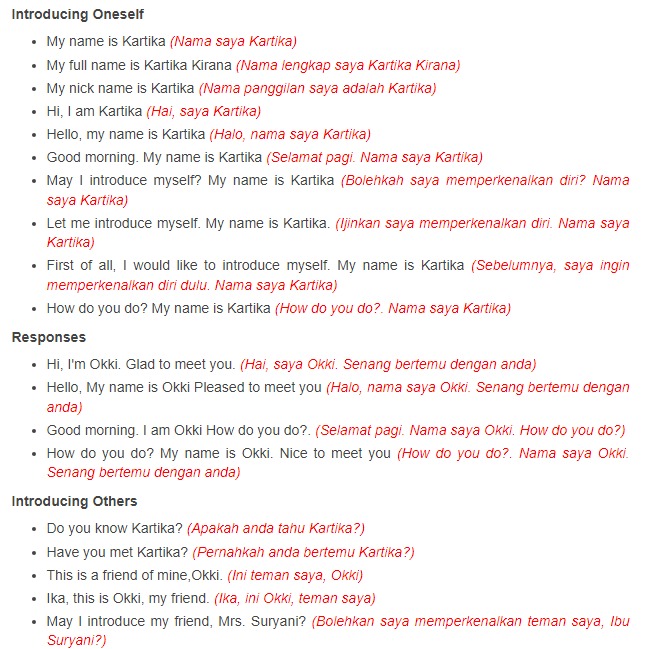 Introducing Oneself
• My name is Kartika (Nama saya Kartika)
• My full name is Kartika Kirana (Nama lengkap saya Kartika Kirana)
• My nick name is Kartika (Nama panggilan saya adalah Kartika)
• Hi, I am Kartika (Hai, saya Kartika)
• Hello, my name is Kartika (Halo, nama saya Kartika)
• Good morning. My name is Kartika (Selamat pagi. Nama saya Kartika)
• May I introduce myself? My name is Kartika (Bolehkah saya memperkenalkan diri? Nama
saya Kartika)
• Let me introduce myself. My name is Kartika. (Ijinkan saya memperkenalkan diri. Nama saya
Kartika)
• First of all, I would like to introduce myself. My name is Kartika (Sebelumnya, saya ingin
memperkenalkan diri dulu. Nama saya Kartika)
• How do you do? My name is Kartika (How do you do?. Nama saya Kartika)
Responses
• Hi, I'm Okki. Glad to meet you. (Hai, saya Okki. Senang bertemu dengan anda)
• Hello, My name is Okki Pleased to meet you (Halo, nama saya Okki. Senang bertemu dengan
anda)
• Good morning. I am Okki How do you do?. (Selamat pagi. Nama saya Okki. How do you do?)
• How do you do? My name is Okki. Nice to meet you (How do you do?. Nama saya Okki.
Senang bertemu dengan anda)
Introducing Others
• Do you know Kartika? (Apakah anda tahu Kartika?)
• Have you met Kartika? (Pernahkah anda bertemu Kartika?)
• This is a friend of mine,Okki. (Ini teman saya, Okki)
• Ika, this is Okki, my friend. (Ika, ini Okki, teman saya)
• May I introduce my friend, Mrs. Suryani? (Bolehkan saya memperkenalkan teman saya, Ibu
Suryani?)